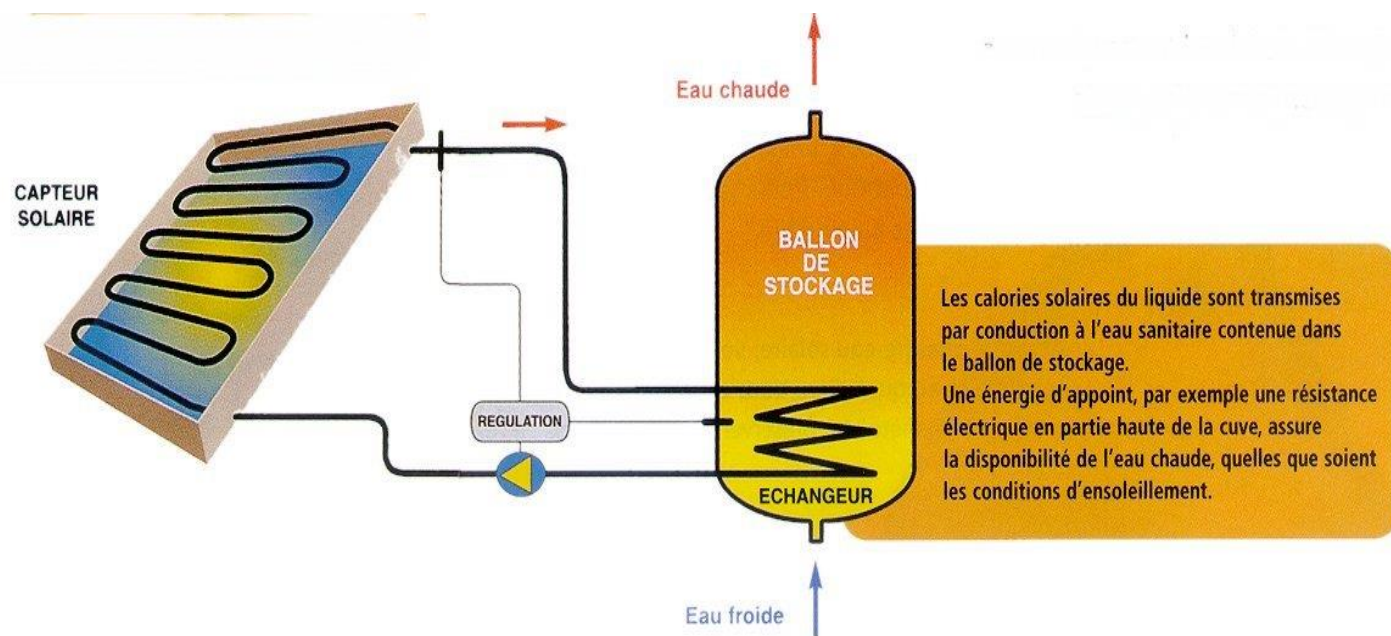 Eau chaude
CAPTEUR
SOLAIRE
BALLON
DE
STOCKAGE
REGULATION
ECHANGEUR
Les calories solaires du liquide sont transmises
par conduction à l'eau sanitaire contenue dans
le ballon de stockage.
Une énergie d'appoint, par exemple une résistance
électrique en partie haute de la cuve, assure
la disponibilité de l'eau chaude, quelles que soient
les conditions d'ensoleillement.
Eau froide